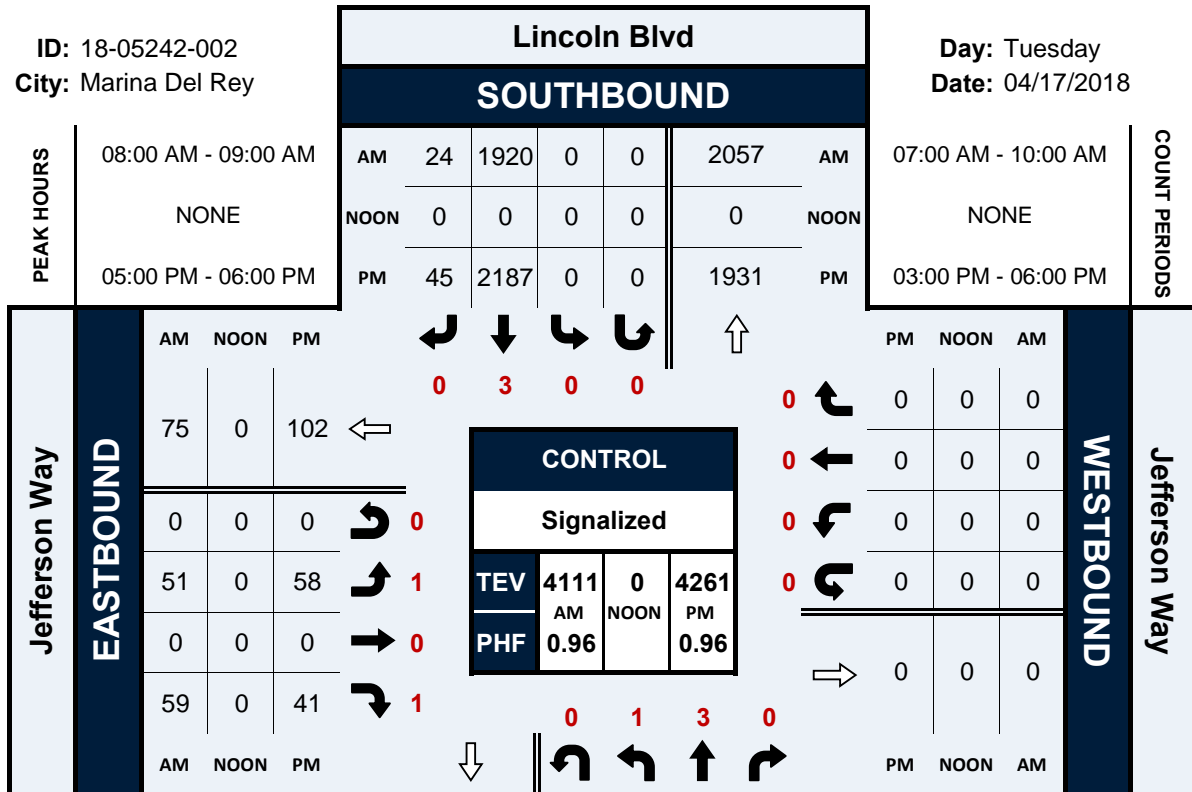 ID: 18-05242-002
City: Marina Del Rey
Lincoln Blvd
SOUTHBOUND
Day: Tuesday
Date: 04/17/2018
PEAK HOURS
08:00 AM - 09:00 AM
NONE
05:00 PM - 06:00 PM
AM 24 1920 0 0 2057 AM
NOON 0 0 0 0 0 NOON
PM 45 2187 0 0 1931 PM
07:00 AM - 10:00 AM
NONE
03:00 PM - 06:00 PM
COUNT PERIODS
0 3 0 0
Jefferson Way
EASTBOUND
AM NOON PM
75 0 102
0 0 0 0
51 0 58 1
0 0 0 0
59 0 41 1
AM NOON PM
CONTROL
Signalized
TEV 4111 0 4261
AM NOON PM
PHF 0.96 0.96
0 1 3 0
PM NOON AM
0 0 0 0
0 0 0 0
0 0 0 0
0 0 0 0
0 0 0
PM NOON AM
WESTBOUND
Jefferson Way